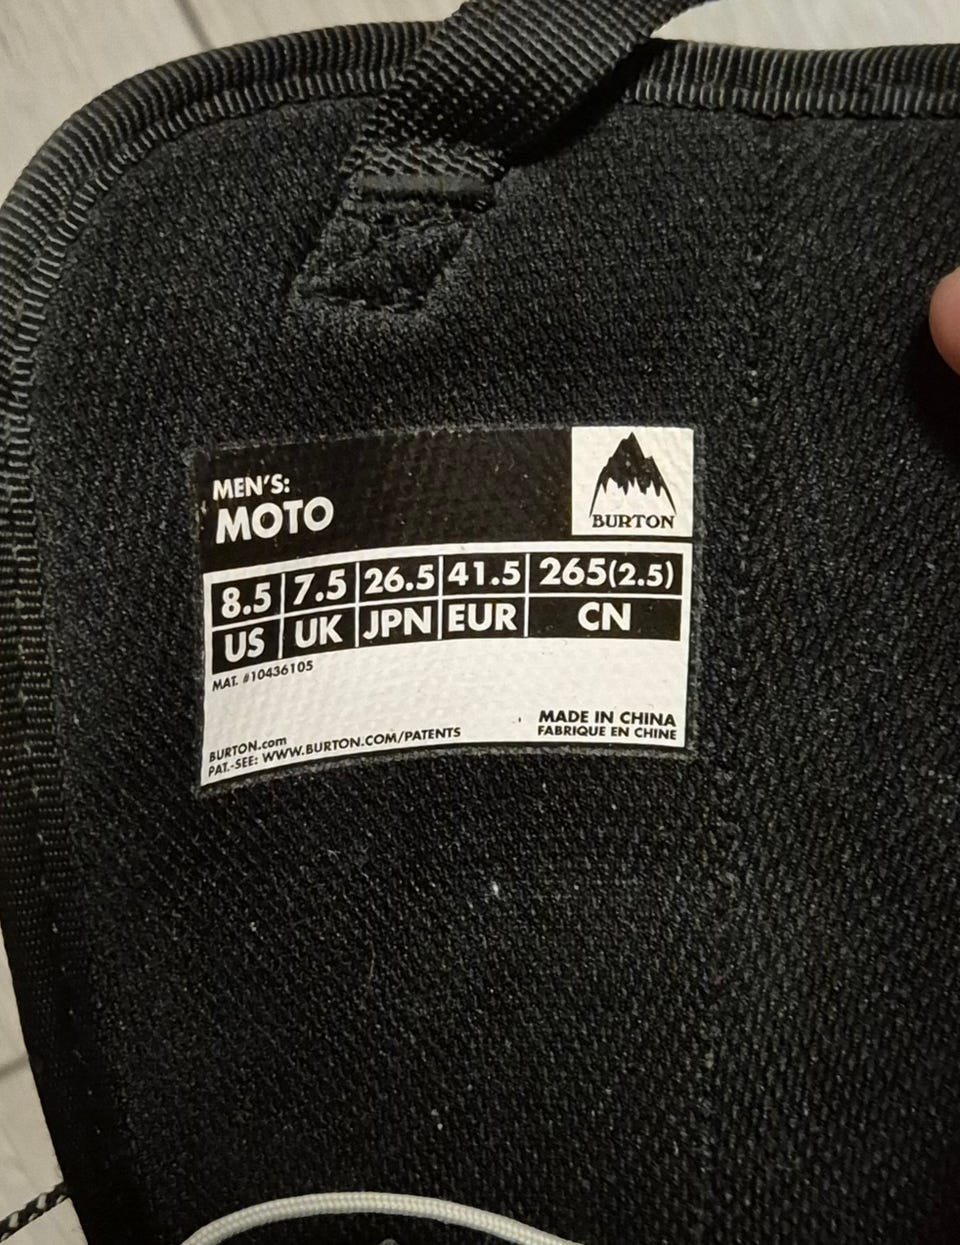 MEN'S:
MOTO
BURTON
8.5 7.5 26.5 41.5 265(2.5)
US UK JPN EUR CN
MAT. #10436105
BURTON.com
PAT.-SEE: WWW.BURTON.COM/PATENTS
MADE IN CHINA
FABRIQUE EN CHINE